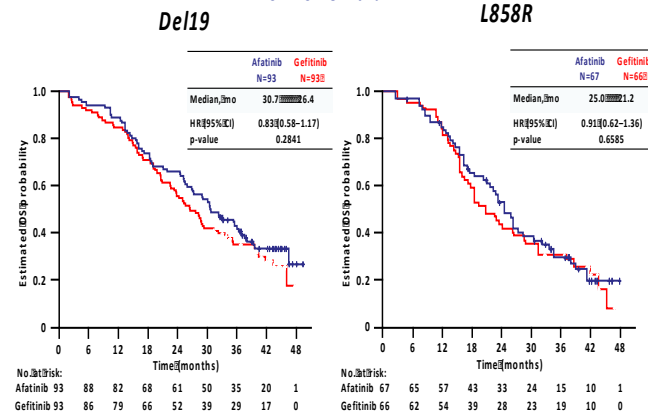 Del19
L858R
Afatinib Gefitinib
N=93 N=93
Median, mo 30.7 26.4
HR (95% CI) 0.83 (0.58–1.17)
p-value 0.2841
Afatinib Gefitinib
N=67 N=66
Median, mo 25.0 21.2
HR (95% CI) 0.91 (0.62–1.36)
p-value 0.6585
Estimated OS probability
1.0
0.8
0.6
0.4
0.2
0
0 6 12 18 24 30 36 42 48
Time (months)
No. at risk:
Afatinib 93 88 82 68 61 50 35 20 1
Gefitinib 93 86 79 66 52 39 29 17 0
Estimated OS probability
1.0
0.8
0.6
0.4
0.2
0
0 6 12 18 24 30 36 42 48
Time (months)
No. at risk:
Afatinib 67 65 57 43 33 24 15 10 1
Gefitinib 66 62 54 39 28 23 19 10 0